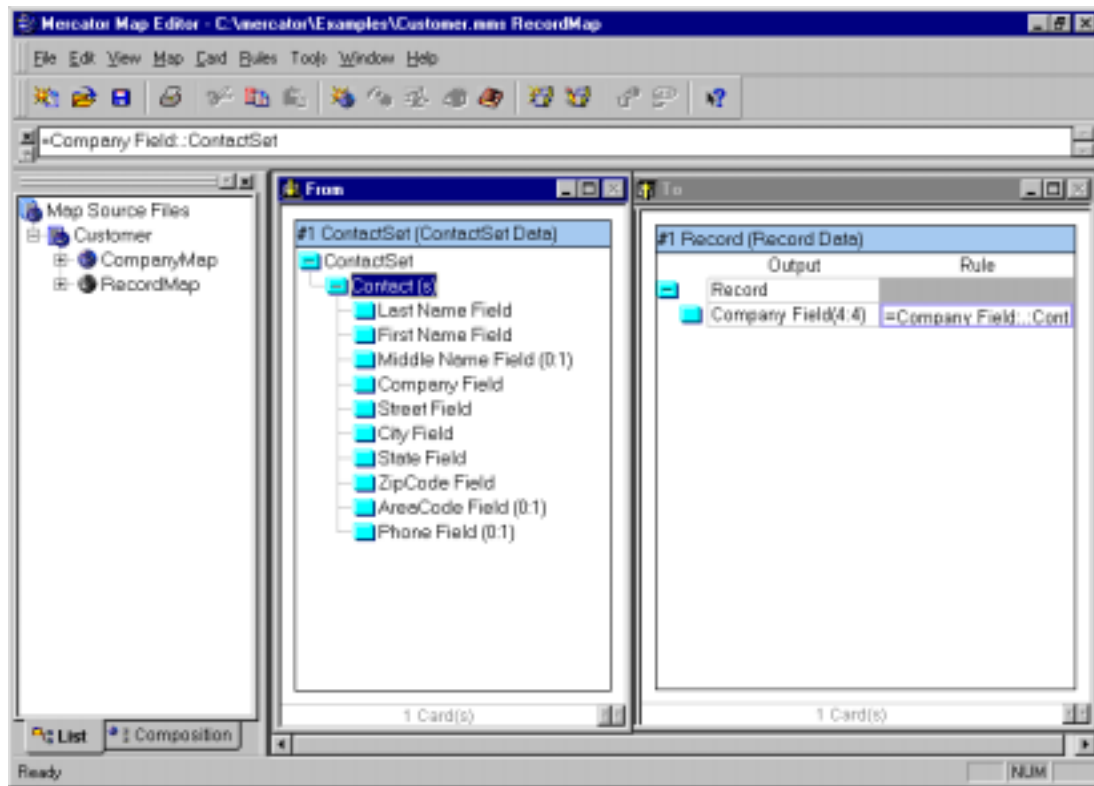 Mercator Map Editor - C:\mercator\Examples\Customer.mms RecordMap
File Edit View Map Card Rules Tools Window Help
=Company Field:.:ContactSet
Map Source Files
Customer
CompanyMap
RecordMap
List
Composition
From
#1 ContactSet (ContactSet Data)
ContactSet
Contact (s)
Last Name Field
First Name Field
Middle Name Field (0:1)
Company Field
Street Field
City Field
State Field
ZipCode Field
AreaCode Field (0:1)
Phone Field (0:1)
1 Card(s)
To
#1 Record (Record Data)
Output Rule
Record
Company Field(4:4) =Company Field:.:Cont
1 Card(s)
Ready
NUM